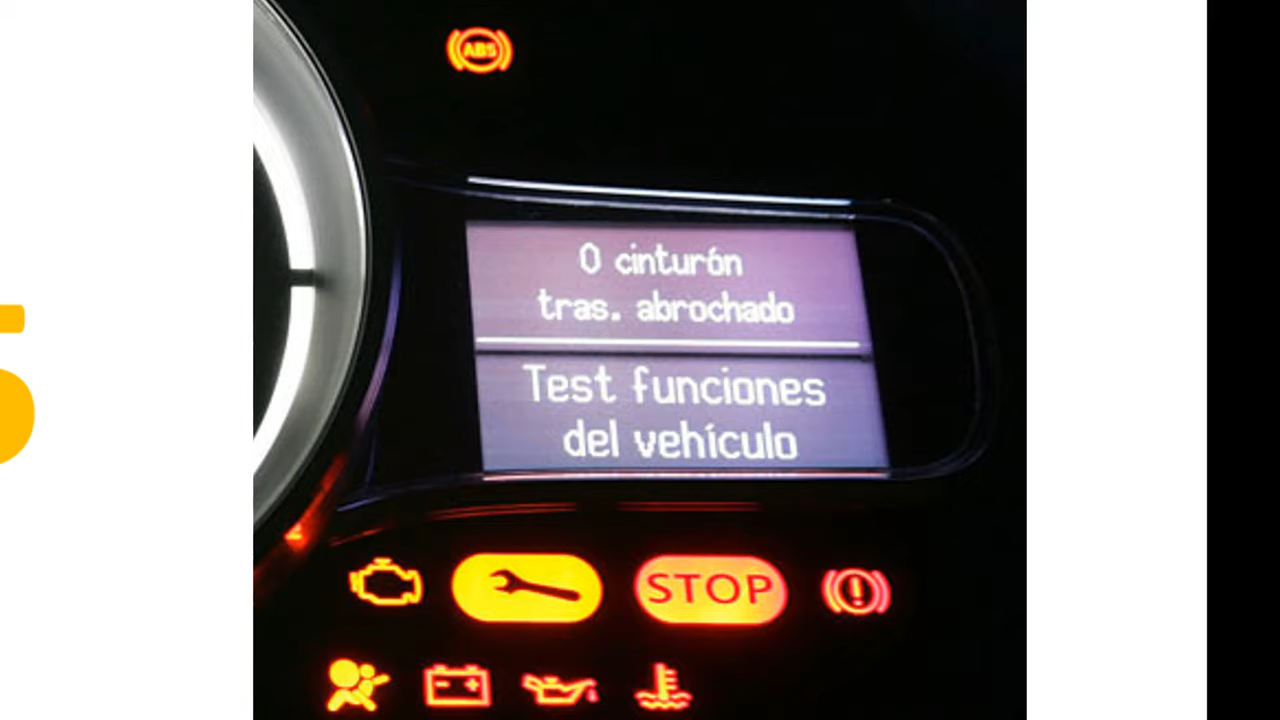 ABS
0 cinturón
tras. abrochado
Test funciones
del vehículo
STOP